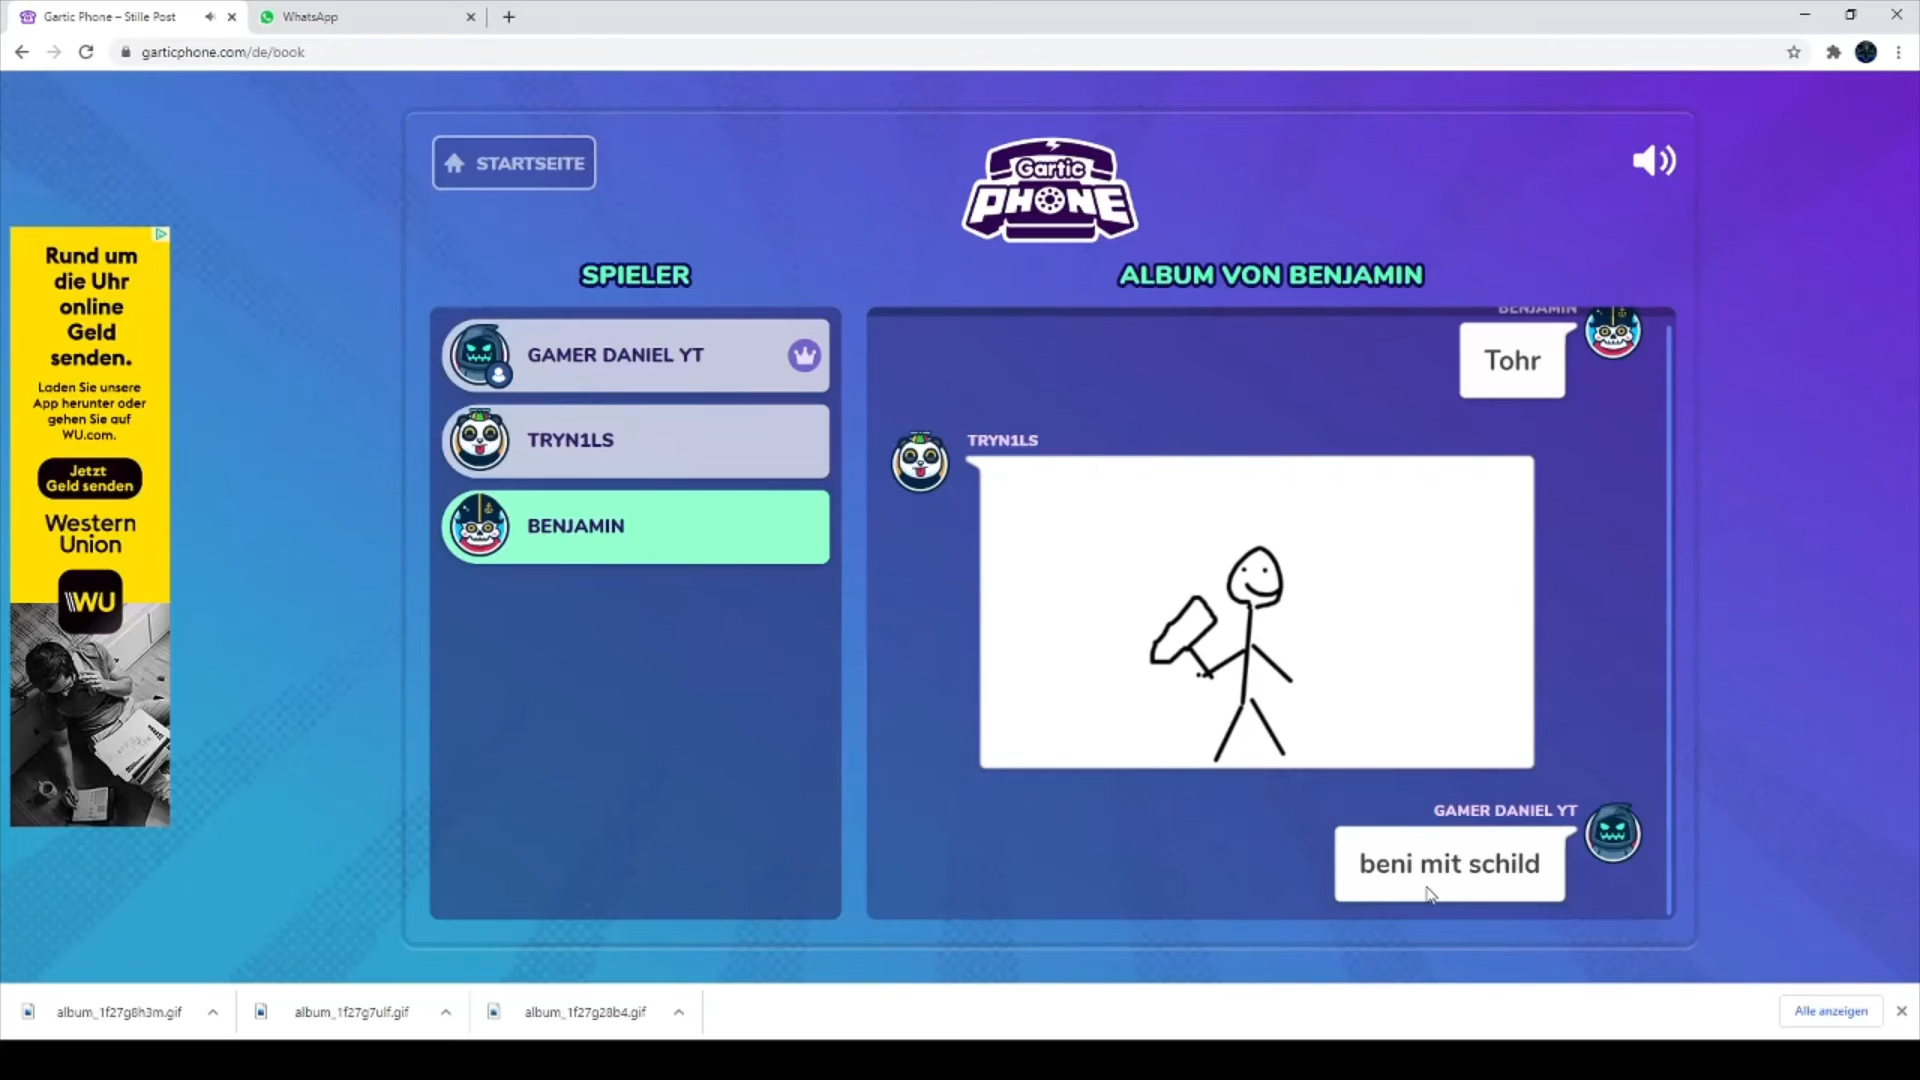 Gartic Phone – Stille Post
WhatsApp
garticphone.com/de/book
STARTSEITE
Gartic
PHONE
SPIELER
ALBUM VON BENJAMIN
GAMER DANIEL YT
TRYN1LS
BENJAMIN
BENJAMIN
Tohr
TRYN1LS
GAMER DANIEL YT
beni mit schild
Rund um
die Uhr
online
Geld
senden.
Laden Sie unsere
App herunter oder
gehen Sie auf
WU.com.
Jetzt
Geld senden
Western
Union
WU
album_1f27g8h3m.gif
album_1f27g7ulf.gif
album_1f27g28b4.gif
Alle anzeigen